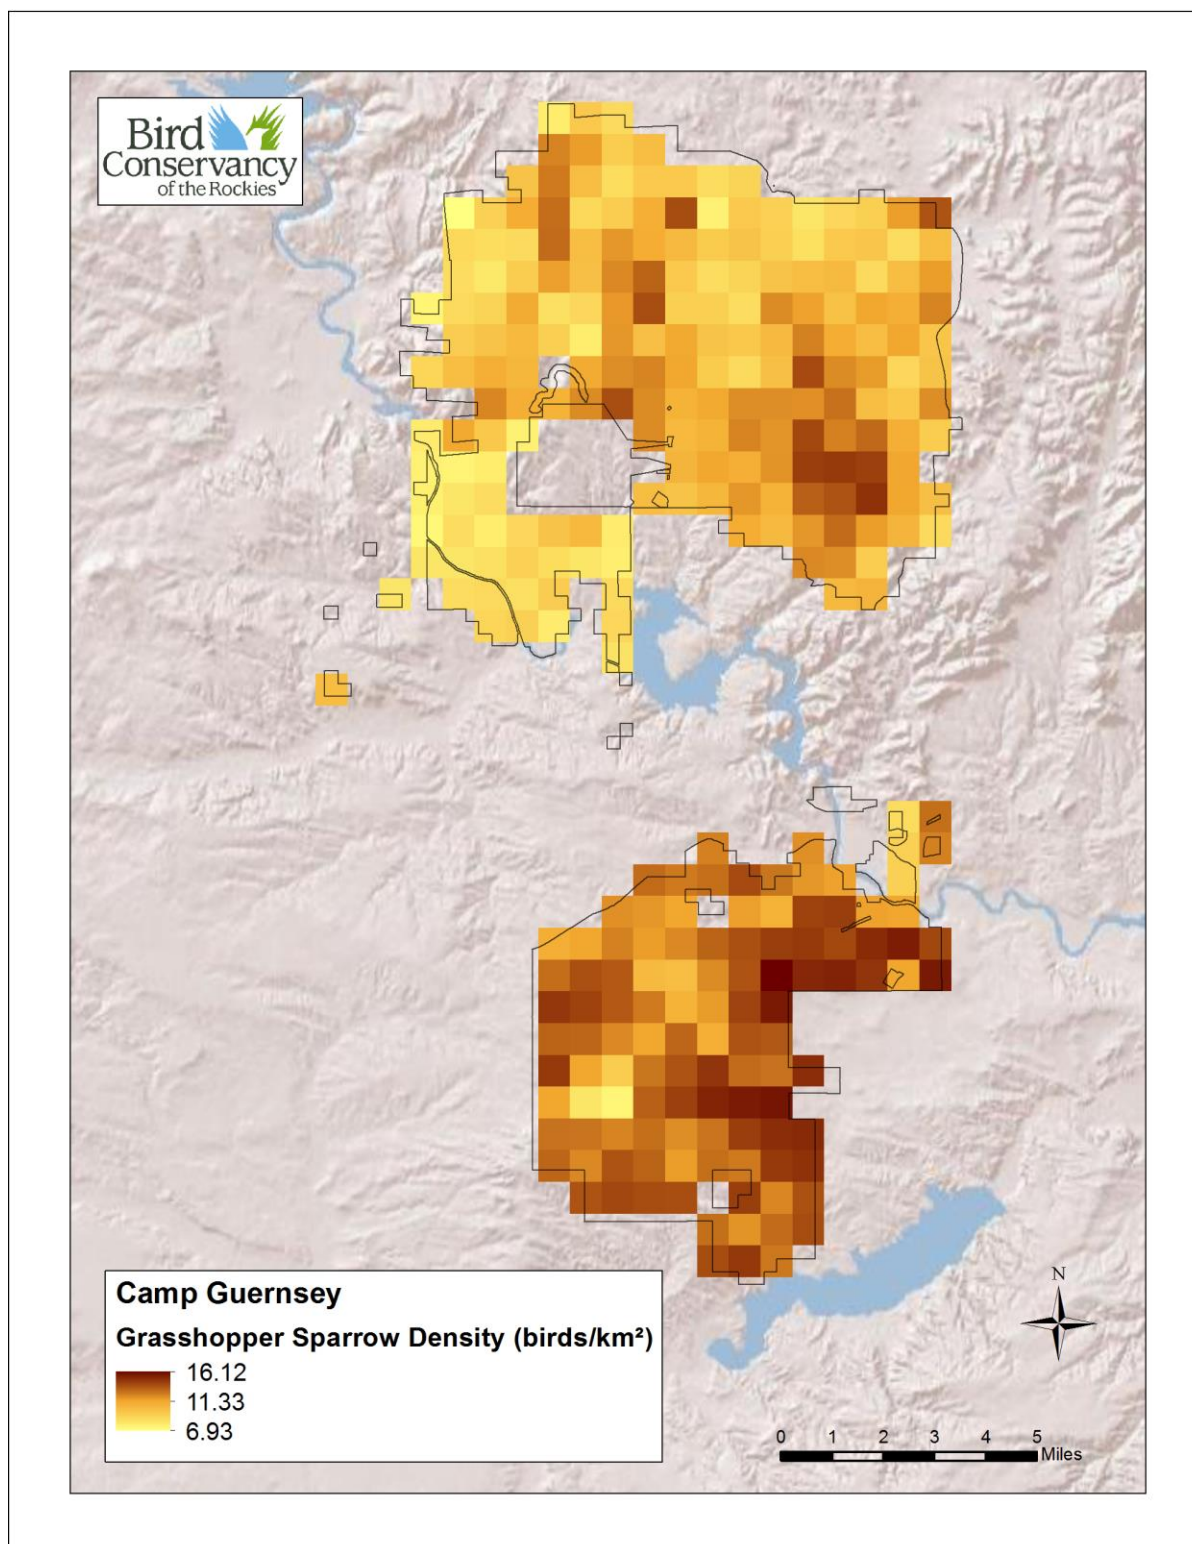 Bird
Conservancy
of the Rockies
Camp Guernsey
Grasshopper Sparrow Density (birds/km²)
16.12
11.33
6.93
N
0 1 2 3 4 5
Miles